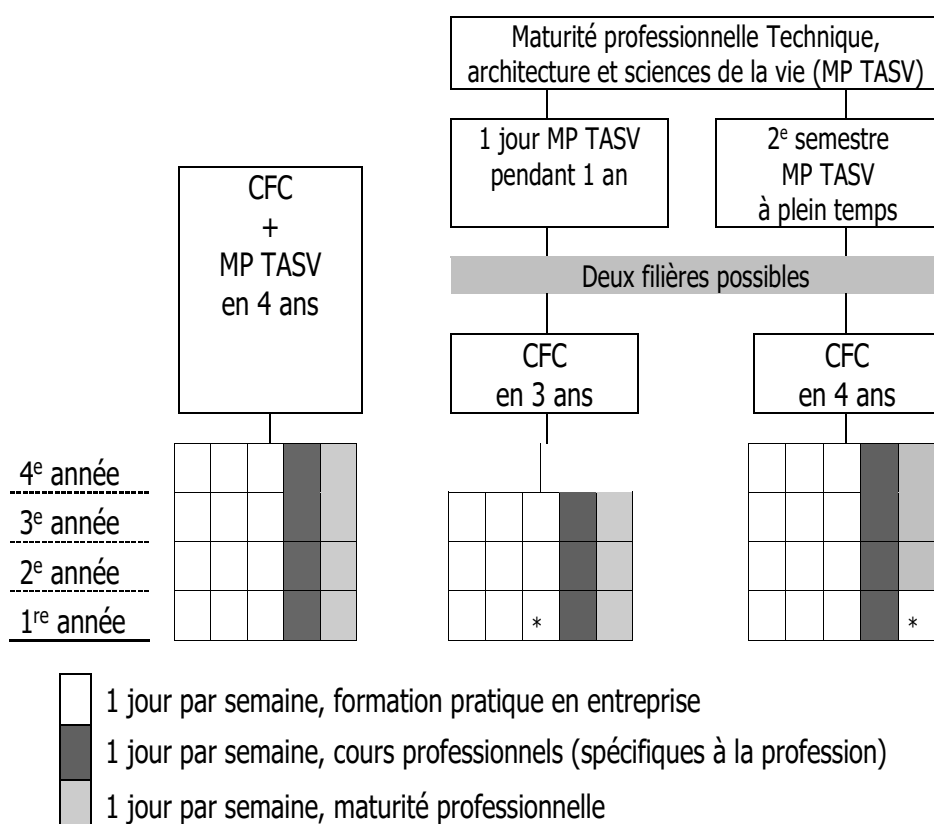 Maturité professionnelle Technique,
architecture et sciences de la vie (MP TASV)
1 jour MP TASV
pendant 1 an
2e semestre
MP TASV
à plein temps
CFC
+
MP TASV
en 4 ans
Deux filières possibles
CFC
en 3 ans
CFC
en 4 ans
4e année
3e année
2e année
1re année
*
*
1 jour par semaine, formation pratique en entreprise
1 jour par semaine, cours professionnels (spécifiques à la profession)
1 jour par semaine, maturité professionnelle